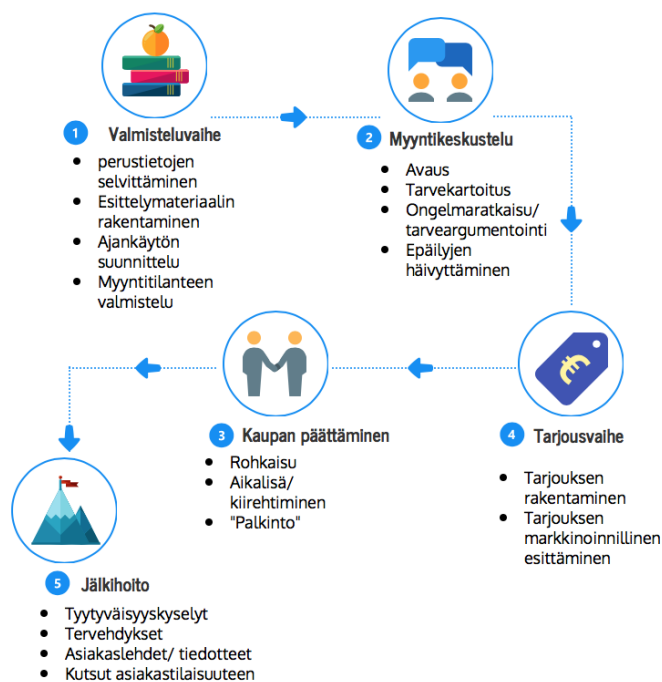 1 Valmisteluvaihe
• perustietojen
selvittäminen
• Esittelymateriaalin
rakentaminen
• Ajankäytön
suunnittelu
• Myyntitilanteen
valmistelu
2 Myyntikeskustelu
• Avaus
• Tarvekartoitus
• Ongelmaratkaisu/
tarveargumentointi
• Epäilyjen
häivyttäminen
€
3 Kaupan päättäminen
• Rohkaisu
• Aikalisä/
kiirehtiminen
• "Palkinto"
4 Tarjousvaihe
• Tarjouksen
rakentaminen
• Tarjouksen
markkinoinnillinen
esittäminen
5 Jälkihoito
• Tyytyväisyyskyselyt
• Tervehdykset
• Asiakaslehdet/ tiedotteet
• Kutsut asiakastilaisuuteen